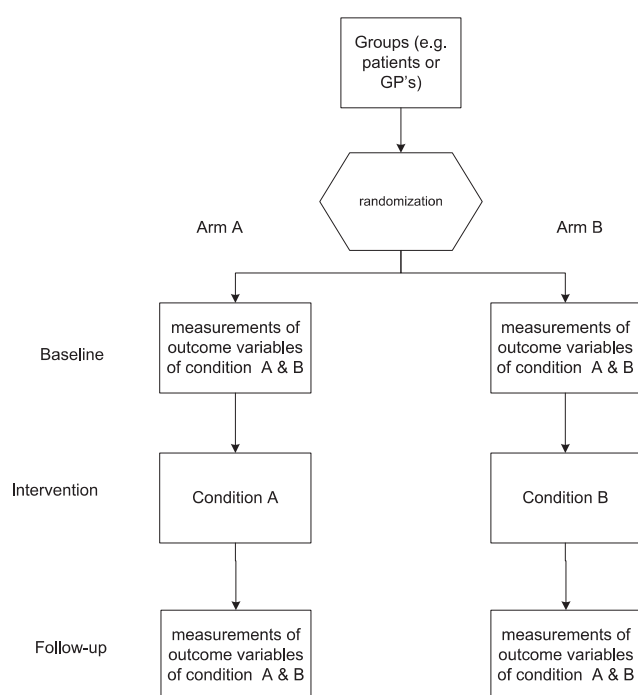 Groups (e.g.
patients or
GP's)
randomization
Arm A
Arm B
Baseline
measurements of
outcome variables
of condition A & B
measurements of
outcome variables
of condition A & B
Intervention
Condition A
Condition B
Follow-up
measurements of
outcome variables
of condition A & B
measurements of
outcome variables
of condition A & B